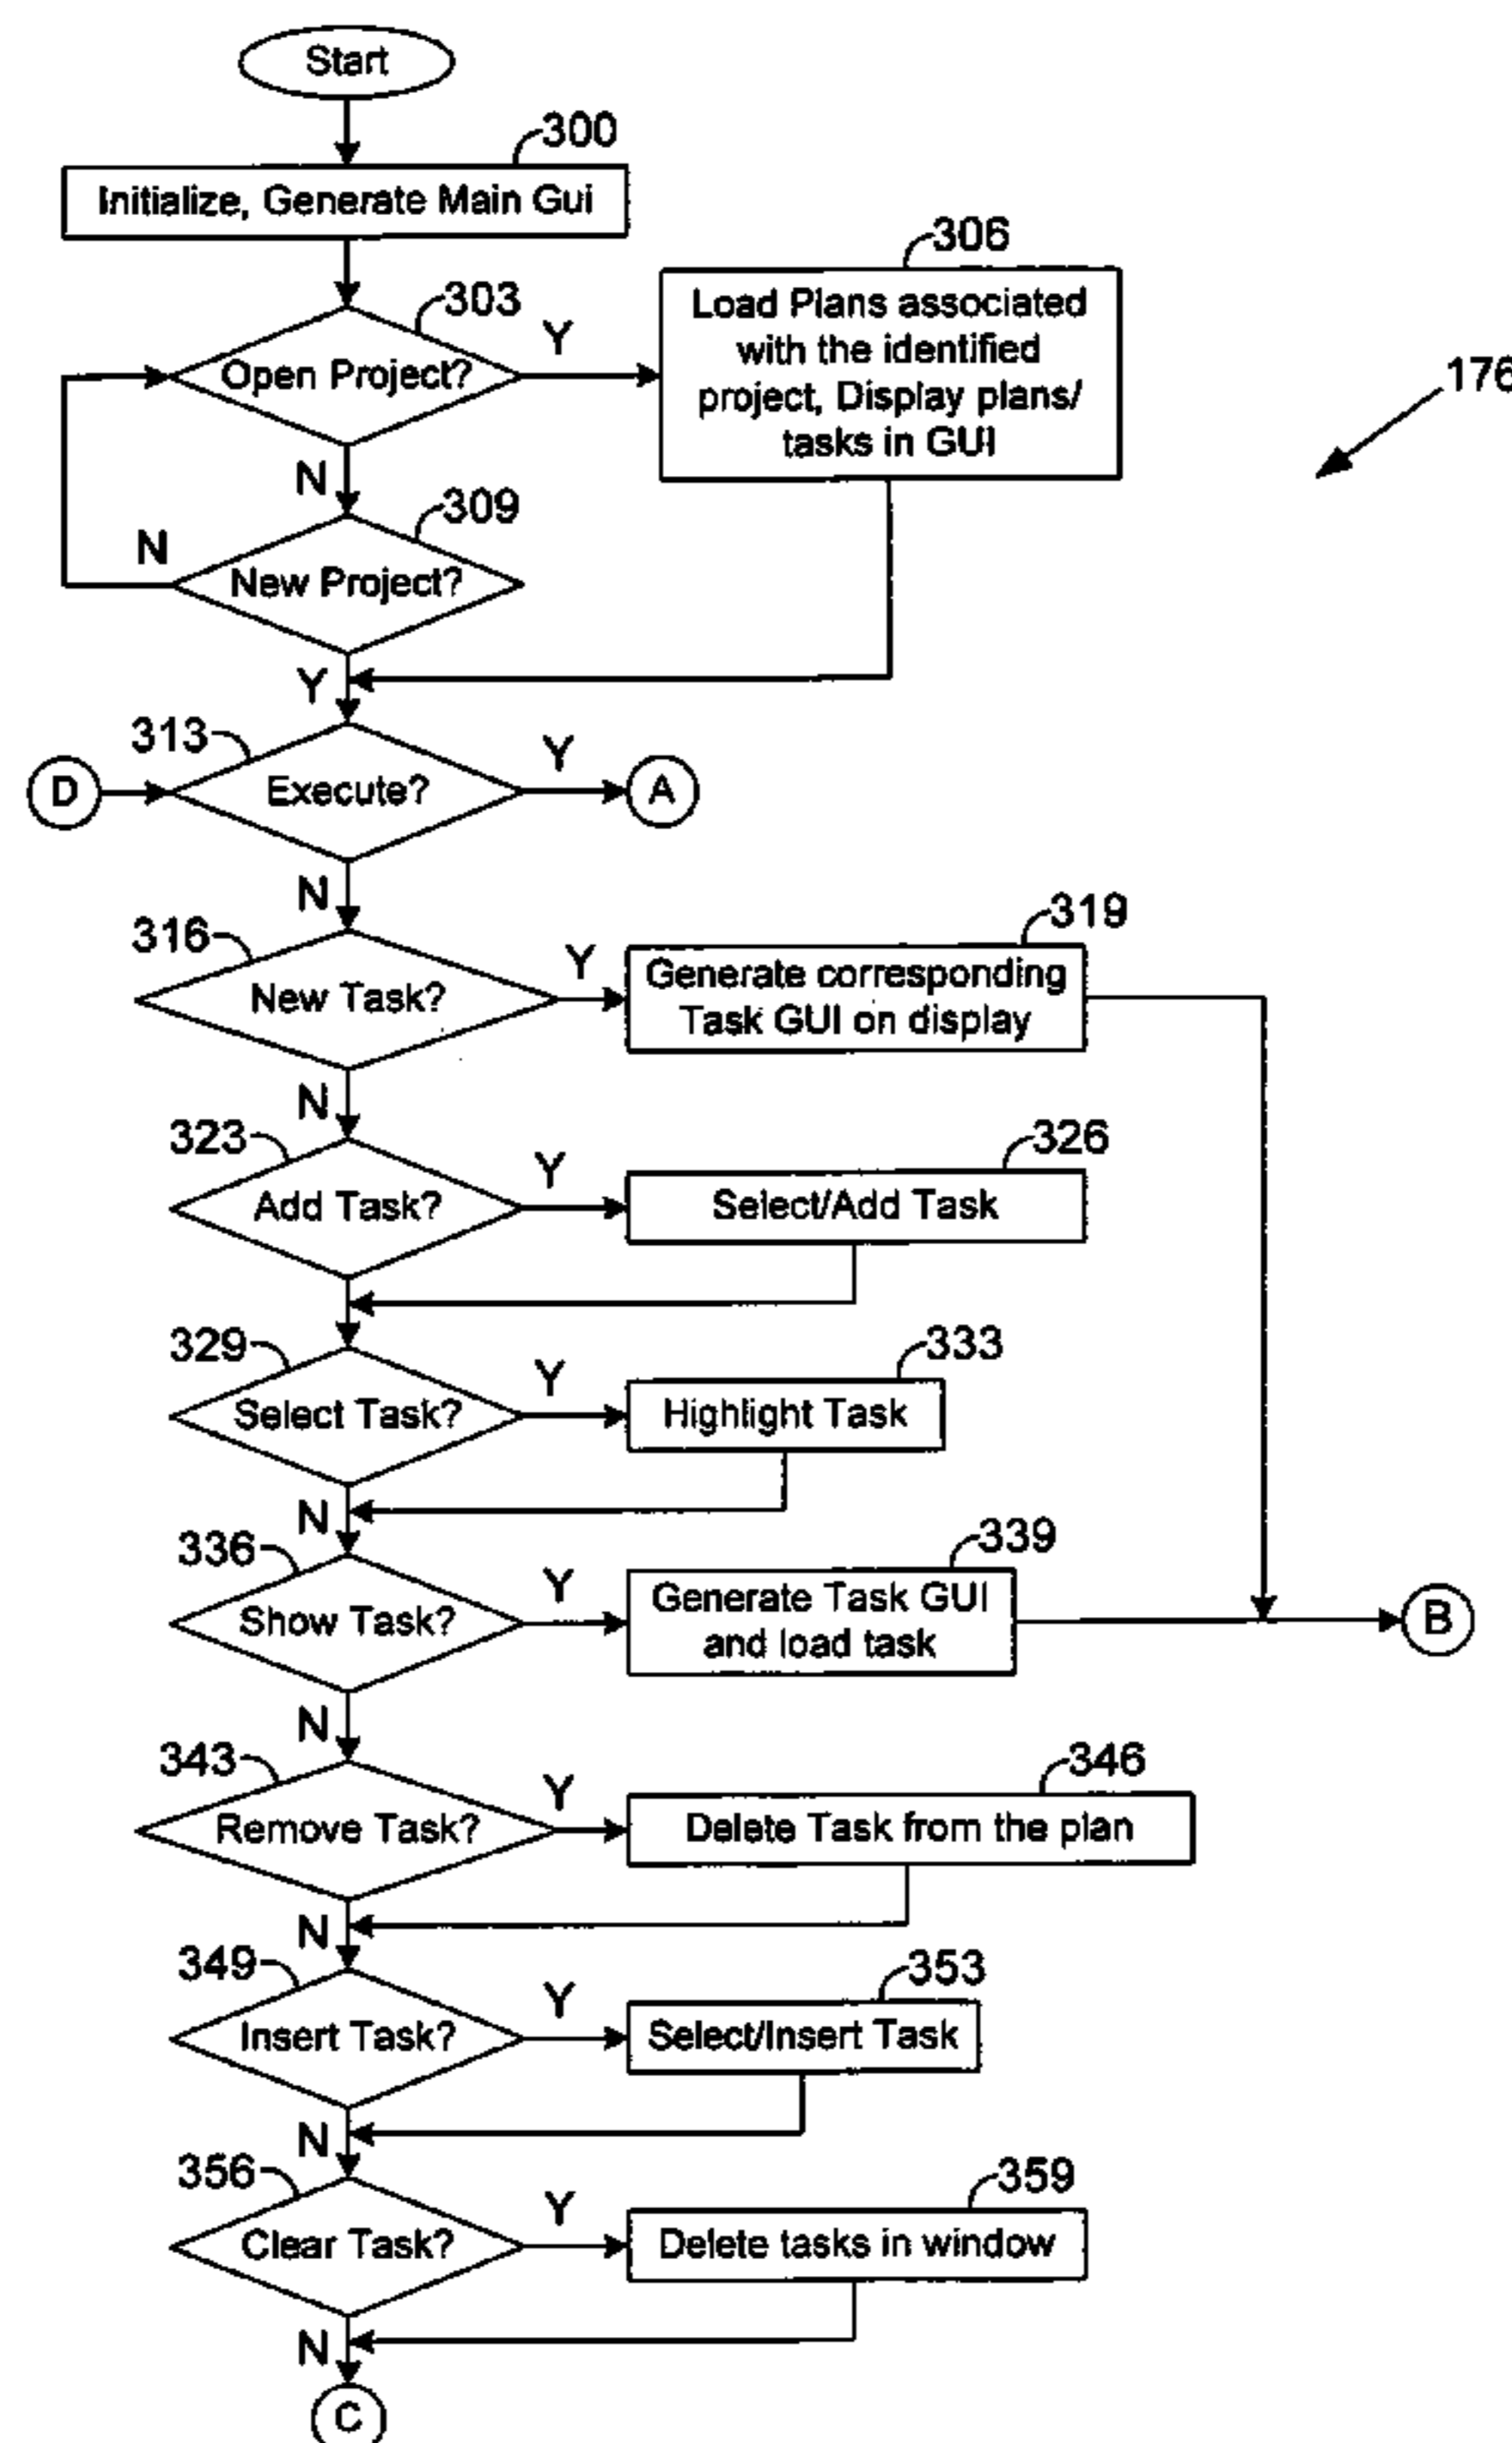 Start
300
Initialize, Generate Main Gui
303
Open Project?
Y
306
Load Plans associated
with the identified
project, Display plans/
tasks in GUI
176
N
309
New Project?
N
Y
313
D
Execute?
Y
A
N
316
New Task?
Y
319
Generate corresponding
Task GUI on display
N
323
Add Task?
Y
326
Select/Add Task
329
Select Task?
Y
333
Highlight Task
N
336
Show Task?
Y
339
Generate Task GUI
and load task
B
N
343
Remove Task?
Y
346
Delete Task from the plan
N
349
Insert Task?
Y
353
Select/Insert Task
N
356
Clear Task?
Y
359
Delete tasks in window
N
C